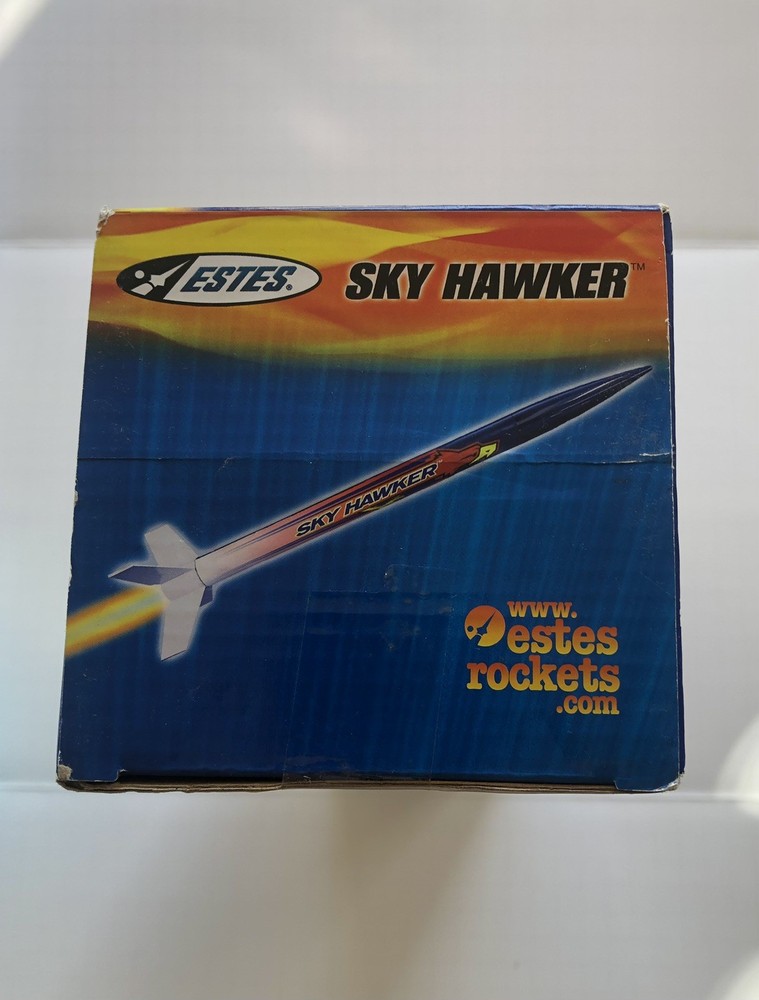 ESTES®
SKY HAWKER™
SKY HAWKER
www.
estes
rockets
.com